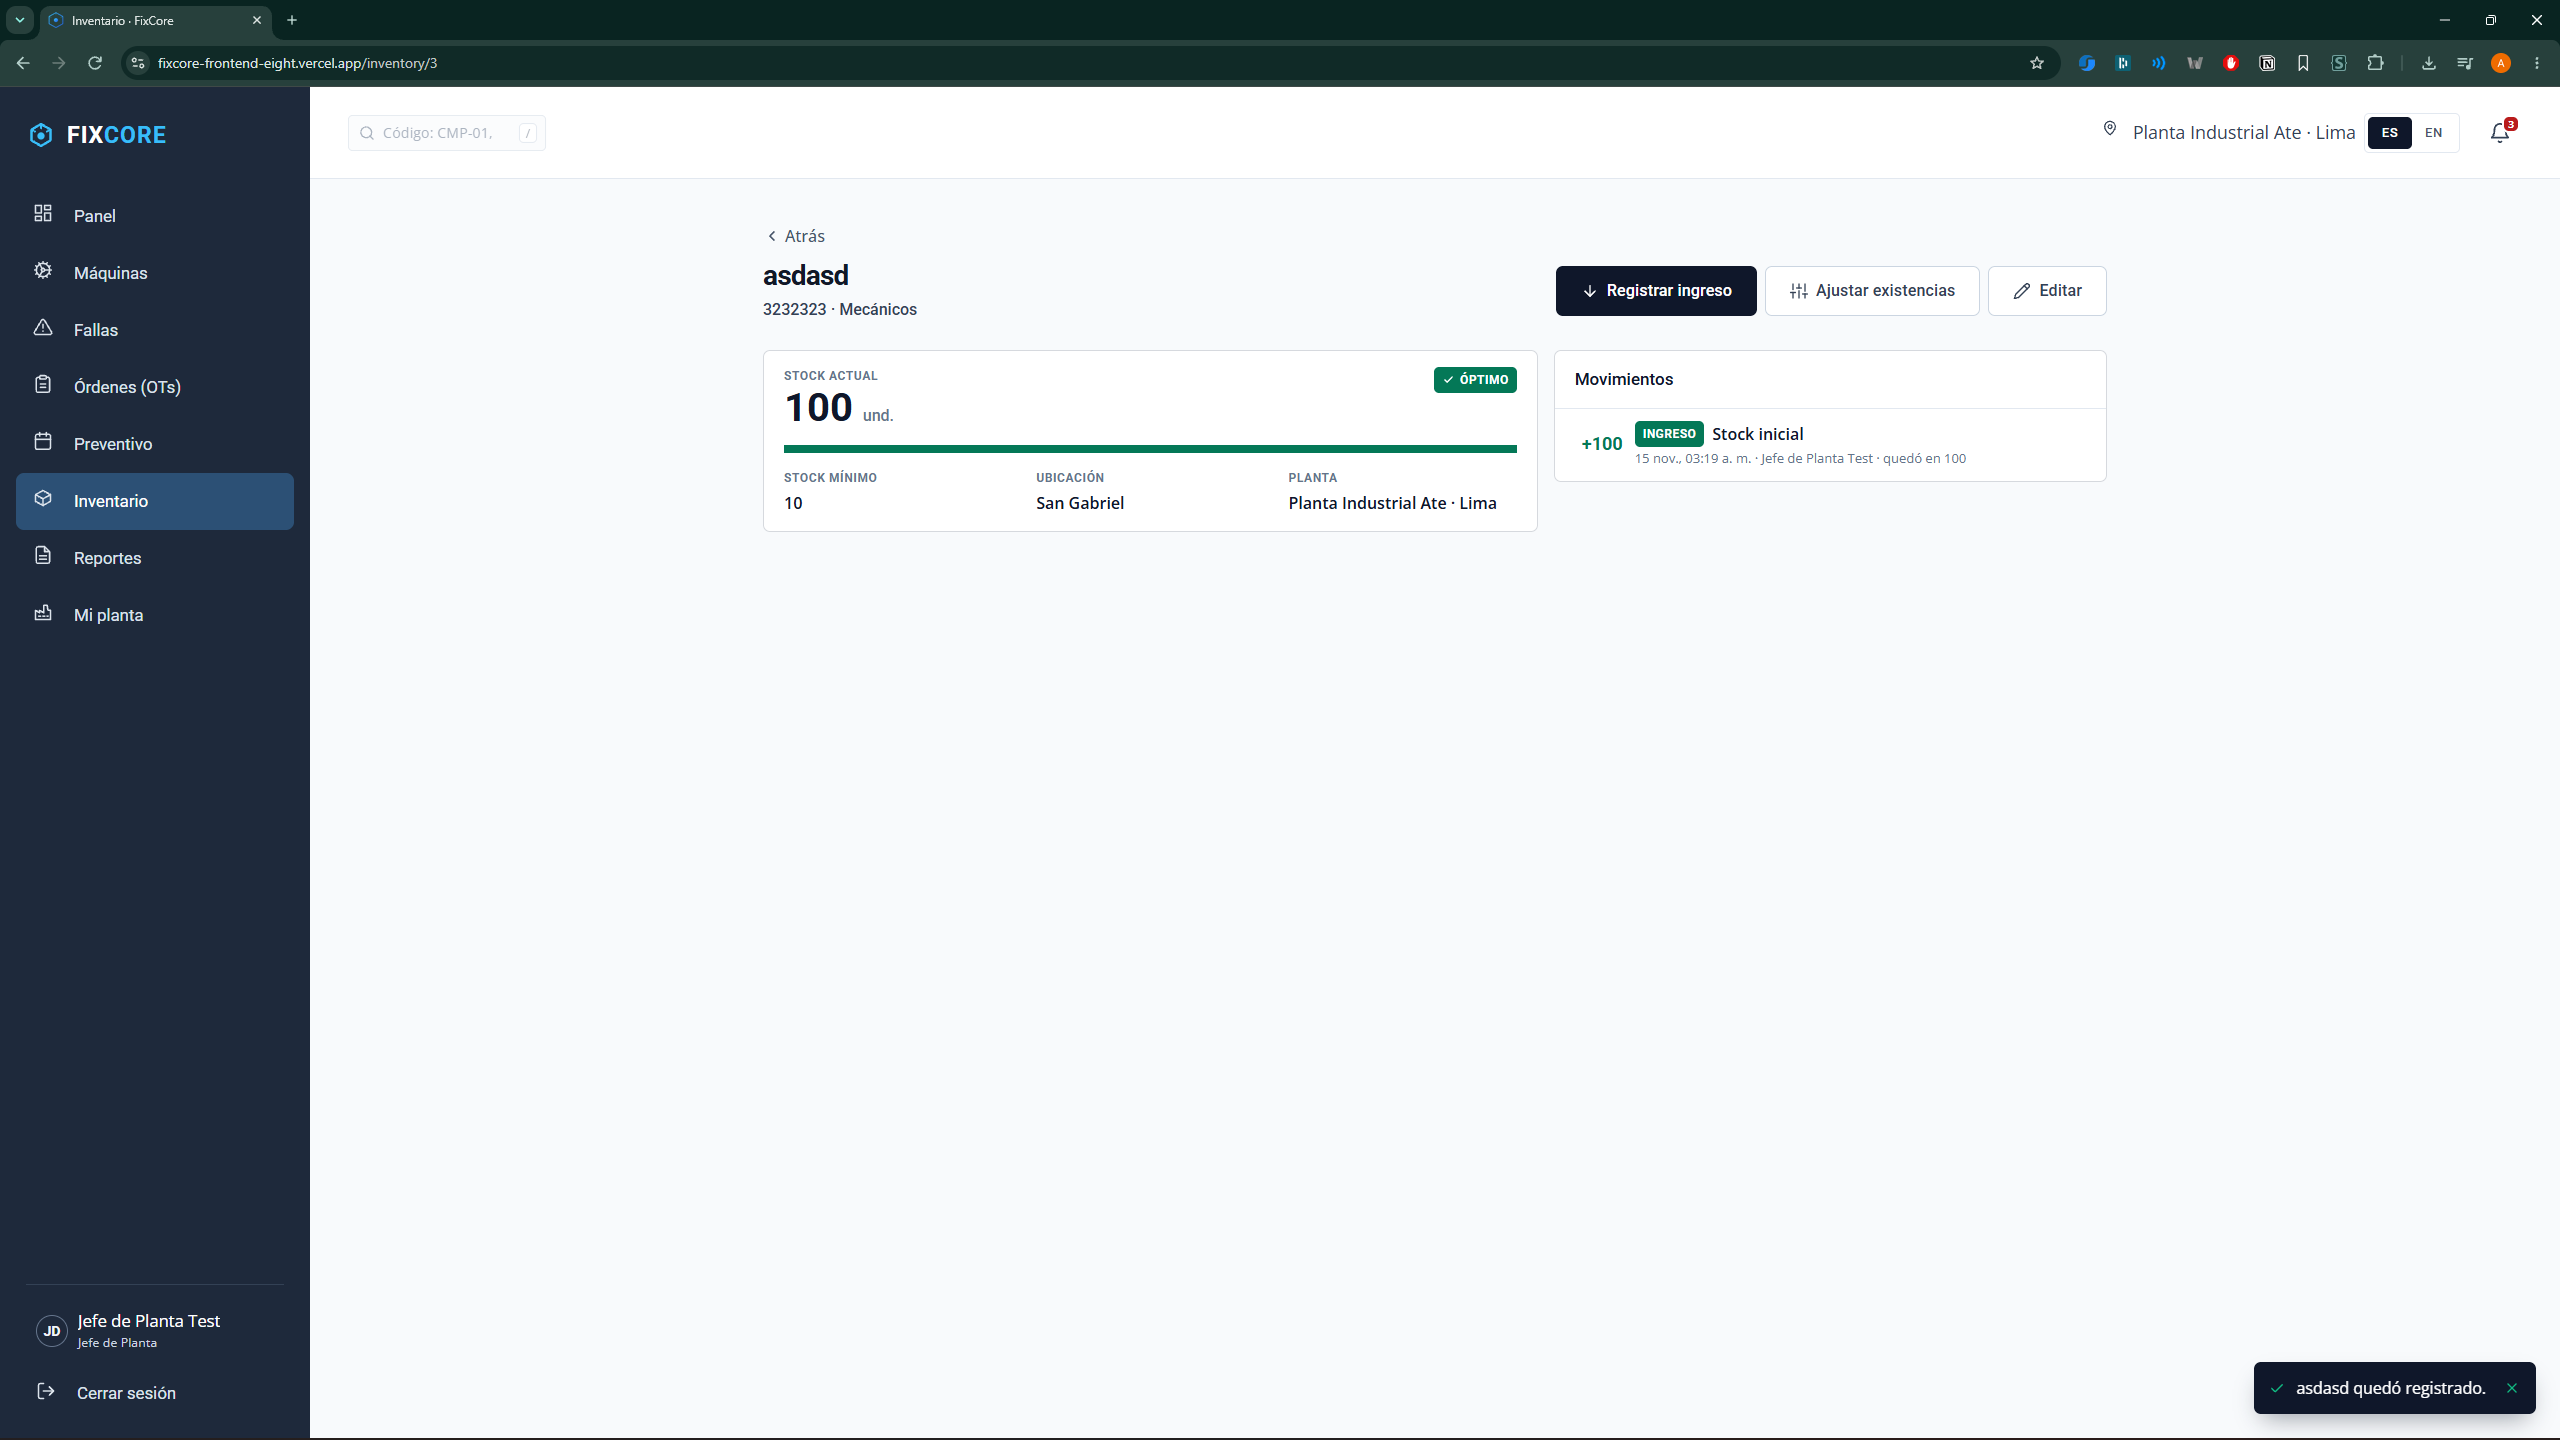 Inventario · FixCore
fixcore-frontend-eight.vercel.app/inventory/3
A
FIXCORE
Código: CMP-01,
/
Planta Industrial Ate · Lima
ES
EN
3
Panel
Máquinas
Fallas
Órdenes (OTs)
Preventivo
Inventario
Reportes
Mi planta
Atrás
asdasd
3232323 · Mecánicos
Registrar ingreso
Ajustar existencias
Editar
STOCK ACTUAL
ÓPTIMO
100 und.
STOCK MÍNIMO
UBICACIÓN
PLANTA
10
San Gabriel
Planta Industrial Ate · Lima
Movimientos
+100
INGRESO Stock inicial
15 nov., 03:19 a. m. · Jefe de Planta Test · quedó en 100
JD
Jefe de Planta Test
Jefe de Planta
Cerrar sesión
asdasd quedó registrado.